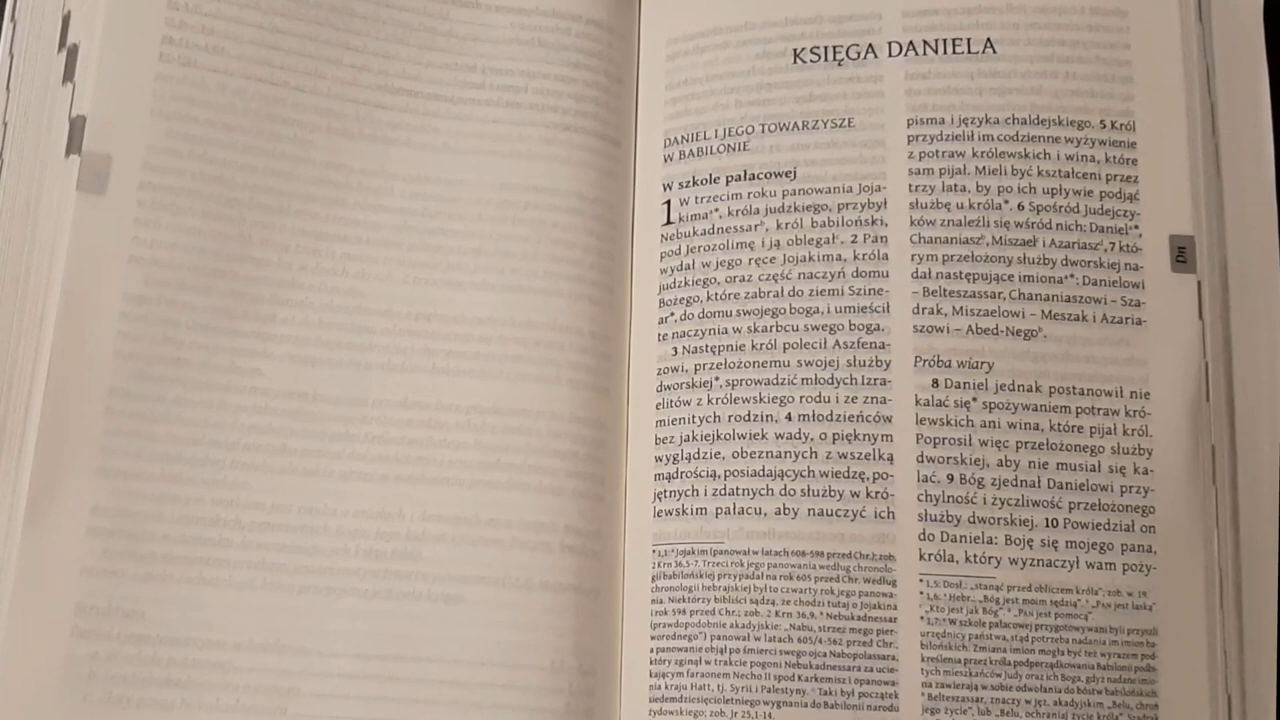 KSIĘGA DANIELA
DANIEL I JEGO TOWARZYSZE
W BABILONIE
W szkole pałacowej
1 W trzecim roku panowania Joja-
kimaᵃ*, króla judzkiego, przybył
Nebukadnessarᵇ, król babiloński,
pod Jerozolimę i ją oblegałᶜ. 2 Pan
wydał w jego ręce Jojakima, króla
judzkiego, oraz część naczyń domu
Bożego, które zabrał do ziemi Szine-
ar*, do domu swojego boga, i umieścił
te naczynia w skarbcu swego boga.
3 Następnie król polecił Aszfena-
zowi, przełożonemu swojej służby
dworskiej*, sprowadzić młodych Izra-
elitów z królewskiego rodu i ze zna-
mienitych rodzin, 4 młodzieńców
bez jakiejkolwiek wady, o pięknym
wyglądzie, obeznanych z wszelką
mądrością, posiadających wiedzę, po-
jętnych i zdatnych do służby w kró-
lewskim pałacu, aby nauczyć ich
* 1,1: ᵃ Jojakim (panował w latach 608-598 przed Chr.); zob.
2 Krn 36,5-7. Trzeci rok jego panowania według chronolo-
gii babilońskiej przypadał na rok 605 przed Chr. Według
chronologii hebrajskiej był to czwarty rok jego panowa-
nia. Niektórzy bibliści sądzą, że chodzi tutaj o Jojakina
i rok 598 przed Chr.; zob. 2 Krn 36,9. ᵇ Nebukadnessar
(prawdopodobnie akadyjskie: „Nabu, strzeż mego pier-
worodnego”) panował w latach 605/4-562 przed Chr.,
a panowanie objął po śmierci swego ojca Nabopolassara,
który zginął w trakcie pogoni Nebukadnessara za ucie-
kającym faraonem Necho II spod Karkemisz i opanowa-
nia kraju Hatt, tj. Syrii i Palestyny. ᶜ Taki był początek
siedemdziesięcioletniego wygnania do Babilonii narodu
żydowskiego; zob. Jr 25,1-14.
pisma i języka chaldejskiego. 5 Król
przydzielił im codzienne wyżywienie
z potraw królewskich i wina, które
sam pijał. Mieli być kształceni przez
trzy lata, by po ich upływie podjąć
służbę u króla*. 6 Spośród Judejczy-
ków znaleźli się wśród nich: Danielᵃ*,
Chananiaszᵇ, Miszaelᶜ i Azariaszᵈ, 7 któ-
rym przełożony służby dworskiej na-
dał następujące imionaᵃ*: Danielowi
– Belteszassar, Chananiaszowi – Sza-
drak, Miszaelowi – Meszak i Azaria-
szowi – Abed-Negoᵇ.
Próba wiary
8 Daniel jednak postanowił nie
kalać się* spożywaniem potraw kró-
lewskich ani wina, które pijał król.
Poprosił więc przełożonego służby
dworskiej, aby nie musiał się ka-
lać. 9 Bóg zjednał Danielowi przy-
chylność i życzliwość przełożonego
służby dworskiej. 10 Powiedział on
do Daniela: Boję się mojego pana,
króla, który wyznaczył wam poży-
* 1,5: Dosł.: „stanąć przed obliczem króla”; zob. w. 19.
* 1,6: ᵃ Hebr.: „Bóg jest moim sędzią”. ᵇ „PAN jest łaską”.
ᶜ „Kto jest jak Bóg”. ᵈ „PAN jest pomocą”.
* 1,7: ᵃ W szkole pałacowej przygotowywani byli przyszli
urzędnicy państwa, stąd potrzeba nadania im imion ba-
bilońskich. Zmiana imion mogła być też wyrazem pod-
kreślenia przez króla podporządkowania Babilonii podbi-
tych mieszkańców Judy oraz ich Boga, gdyż nadane imio-
na zawierają w sobie odwołania do bóstw babilońskich.
ᵇ Belteszassar, znaczy w jęz. akadyjskim „Belu, chroń
jego życie”, lub „Belu, ochraniaj życie króla”
Dn